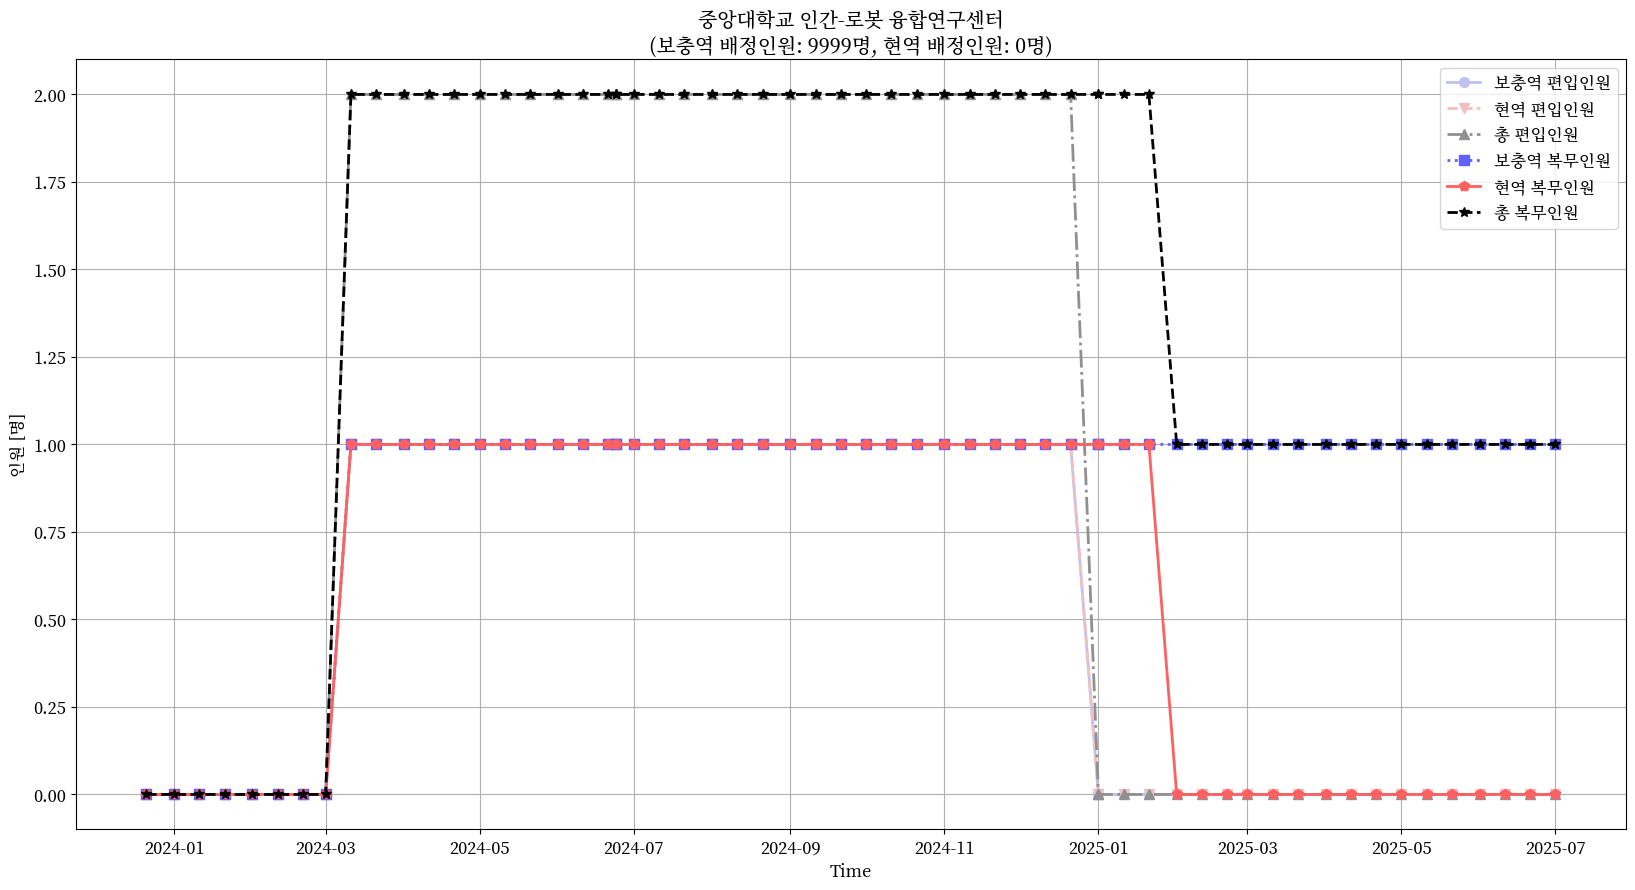 중앙대학교 인간-로봇 융합연구센터
(보충역 배정인원: 9999명, 현역 배정인원: 0명)
보충역 편입인원
현역 편입인원
총 편입인원
보충역 복무인원
현역 복무인원
총 복무인원
인원 [명]
2.00
1.75
1.50
1.25
1.00
0.75
0.50
0.25
0.00
2024-01
2024-03
2024-05
2024-07
2024-09
2024-11
2025-01
2025-03
2025-05
2025-07
Time